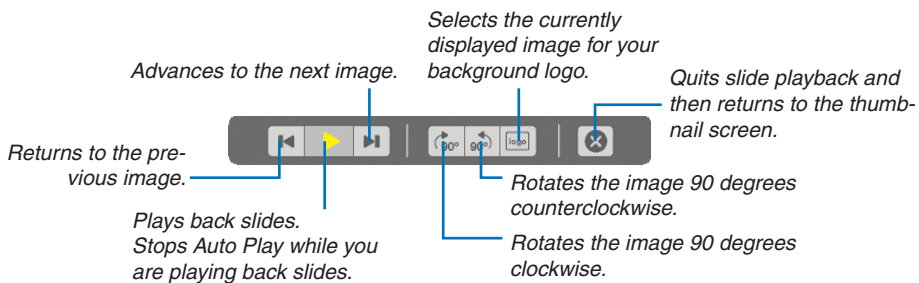 Selects the currently
displayed image for your
background logo.
Advances to the next image.
Quits slide playback and
then returns to the thumb-
nail screen.
90° 90° logo
Returns to the pre-
vious image.
Rotates the image 90 degrees
counterclockwise.
Plays back slides.
Stops Auto Play while you
are playing back slides.
Rotates the image 90 degrees
clockwise.